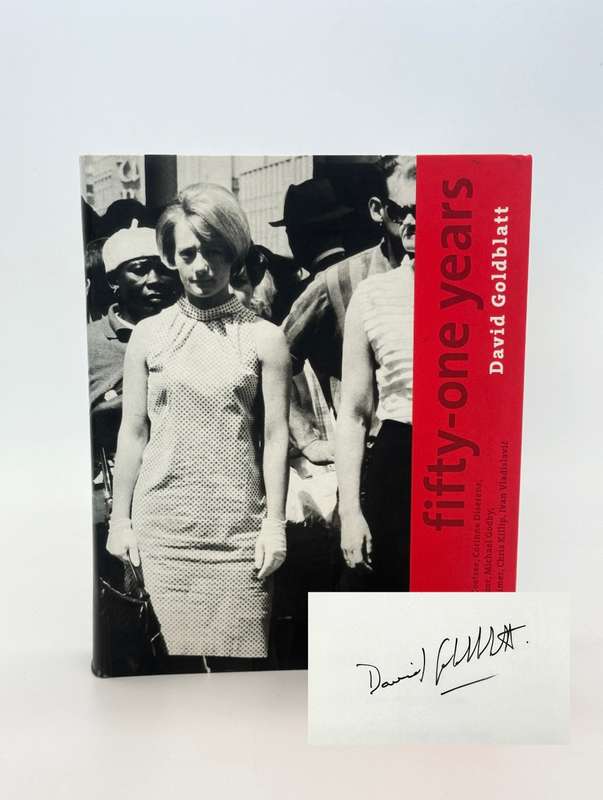 fifty-one years
David Goldblatt
Corinne Diserens,
Michael Godby,
Chris Killip, Ivan Vladislavić
David Goldblatt.